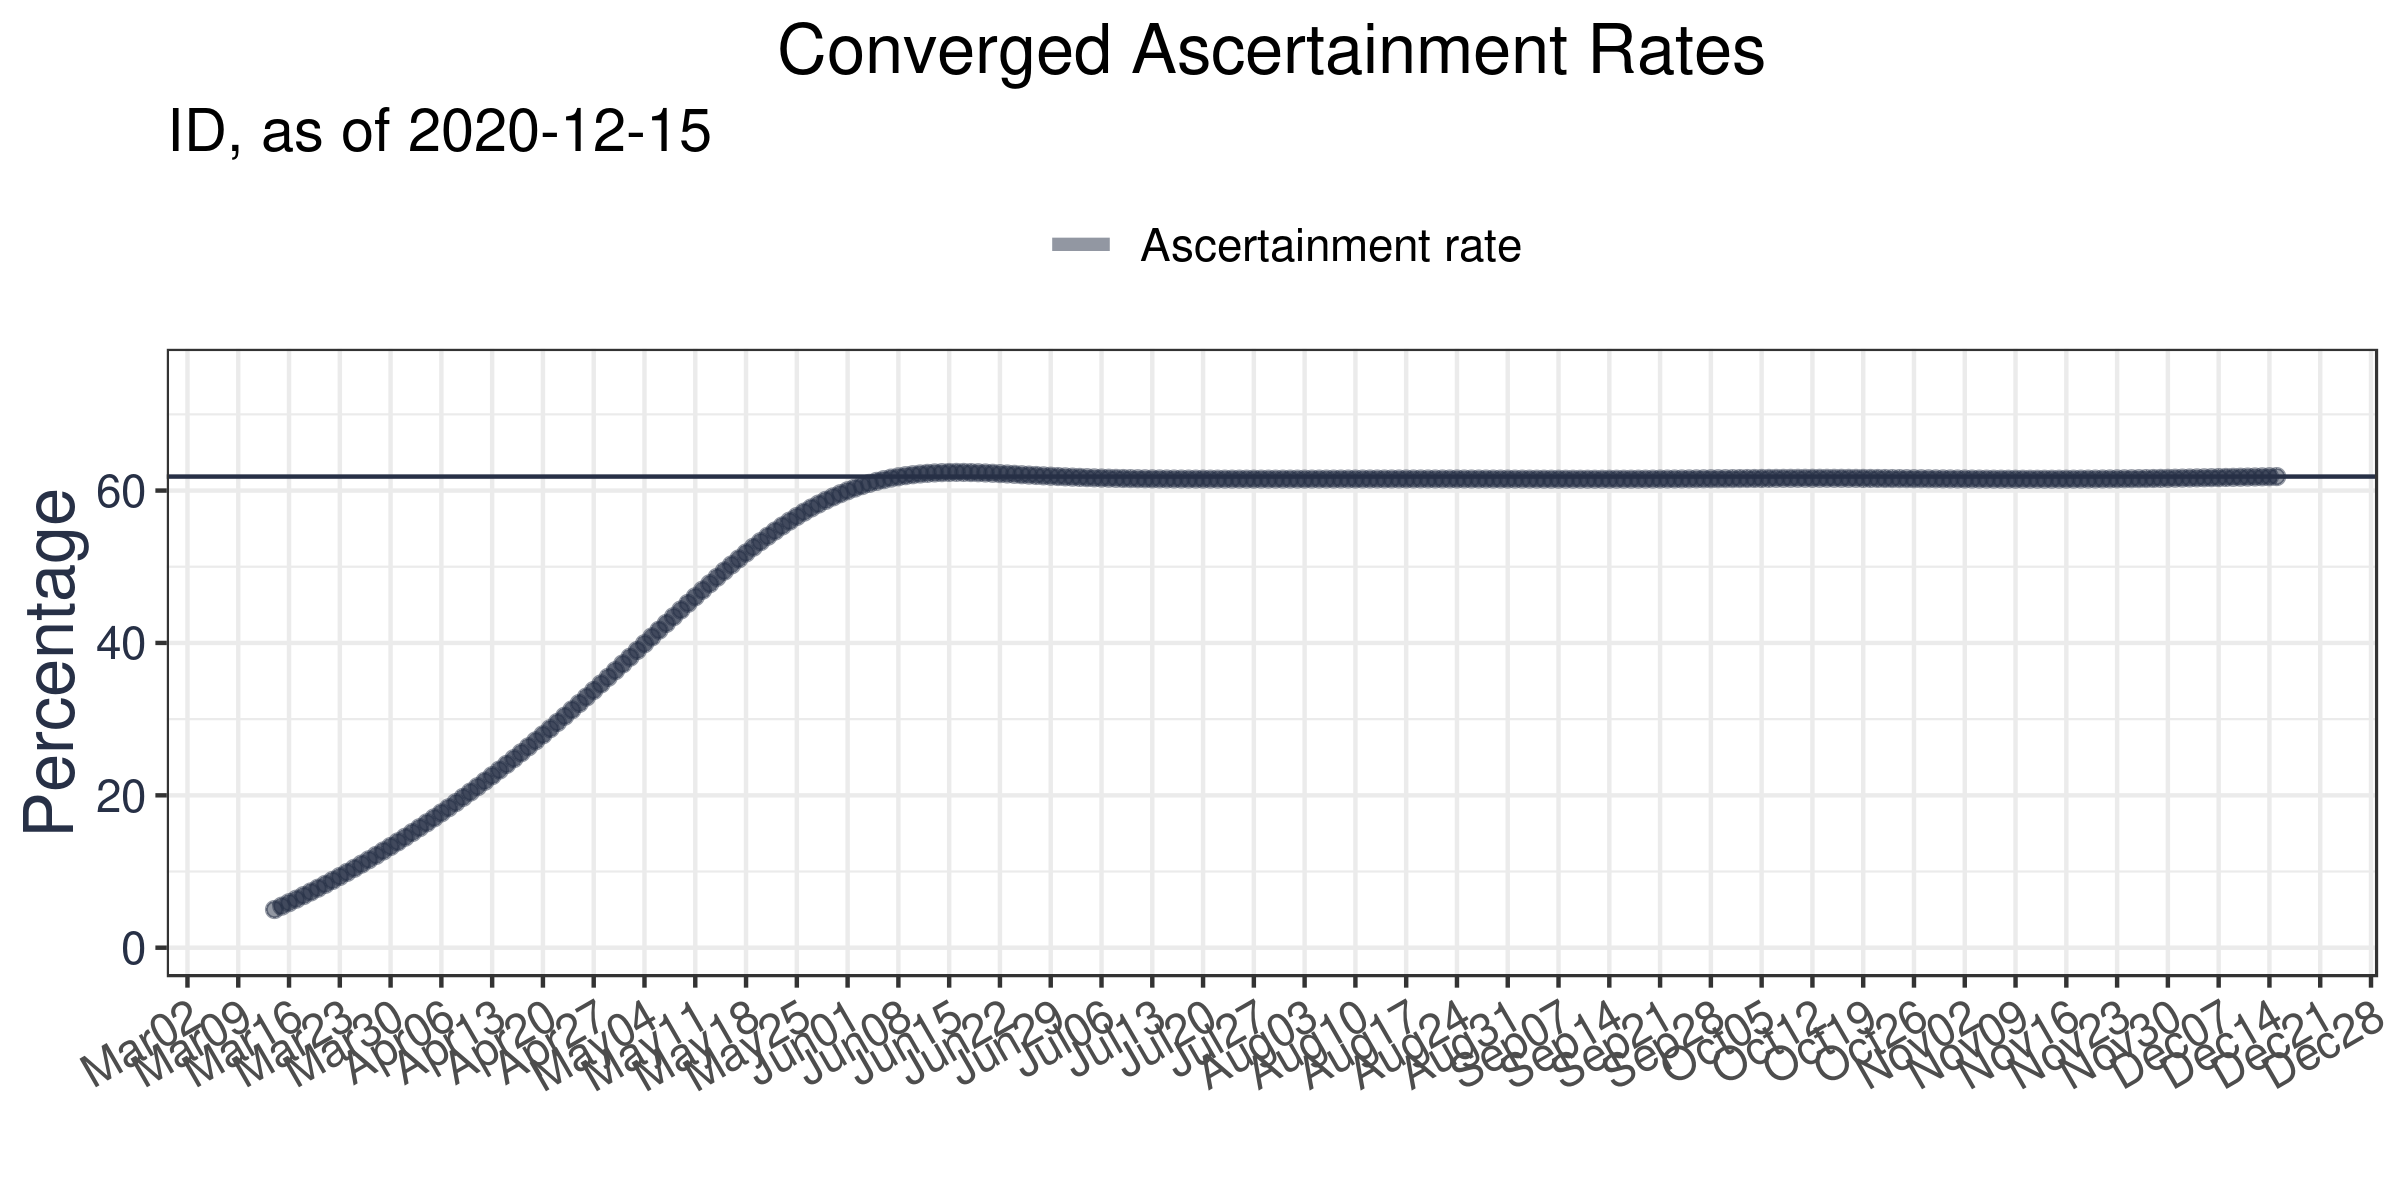 Converged Ascertainment Rates
ID, as of 2020-12-15
Ascertainment rate
Percentage
60
40
20
0
Mar02
Mar09
Mar16
Mar23
Mar30
Apr06
Apr13
Apr20
Apr27
May04
May11
May18
May25
Jun01
Jun08
Jun15
Jun22
Jun29
Jul06
Jul13
Jul20
Jul27
Aug03
Aug10
Aug17
Aug24
Aug31
Sep07
Sep14
Sep21
Sep28
Oct05
Oct12
Oct19
Oct26
Nov02
Nov09
Nov16
Nov23
Nov30
Dec07
Dec14
Dec21
Dec28